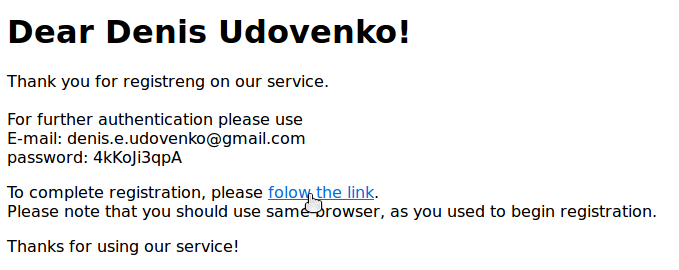 Dear Denis Udovenko!
Thank you for registreng on our service.
For further authentication please use
E-mail: denis.e.udovenko@gmail.com
password: 4kKoJi3qpA
To complete registration, please folow the link.
Please note that you should use same browser, as you used to begin registration.
Thanks for using our service!